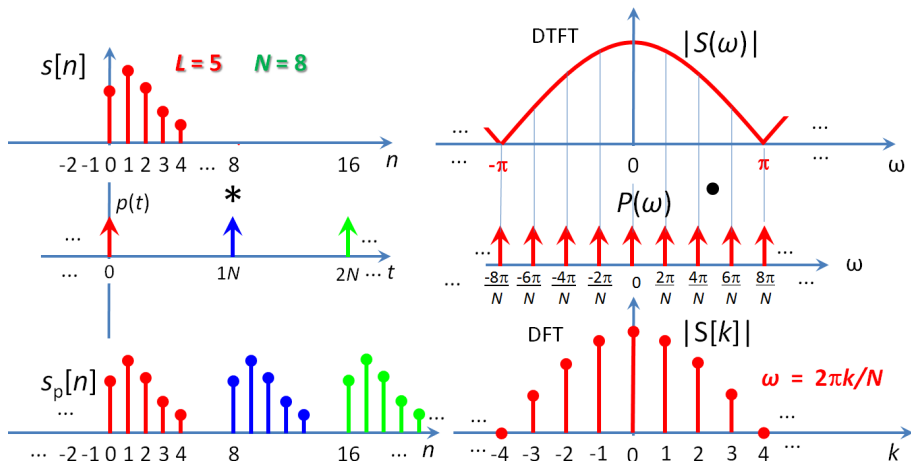 s[n]
L = 5 N = 8
-2 -1 0 1 2 3 4 ... 8 16 n
*
p(t)
... ...
... 0 1N 2N ... t
sₚ[n]
... ...
... -2 -1 0 1 2 3 4 8 16 ... n
DTFT |S(ω)|
... ...
... -π 0 π ... ω
•
P(ω)
... ... ω
... -8π/N -6π/N -4π/N -2π/N 0 2π/N 4π/N 6π/N 8π/N ...
DFT |S[k]|
ω = 2πk/N
... ...
... -4 -3 -2 -1 0 1 2 3 4 ... k